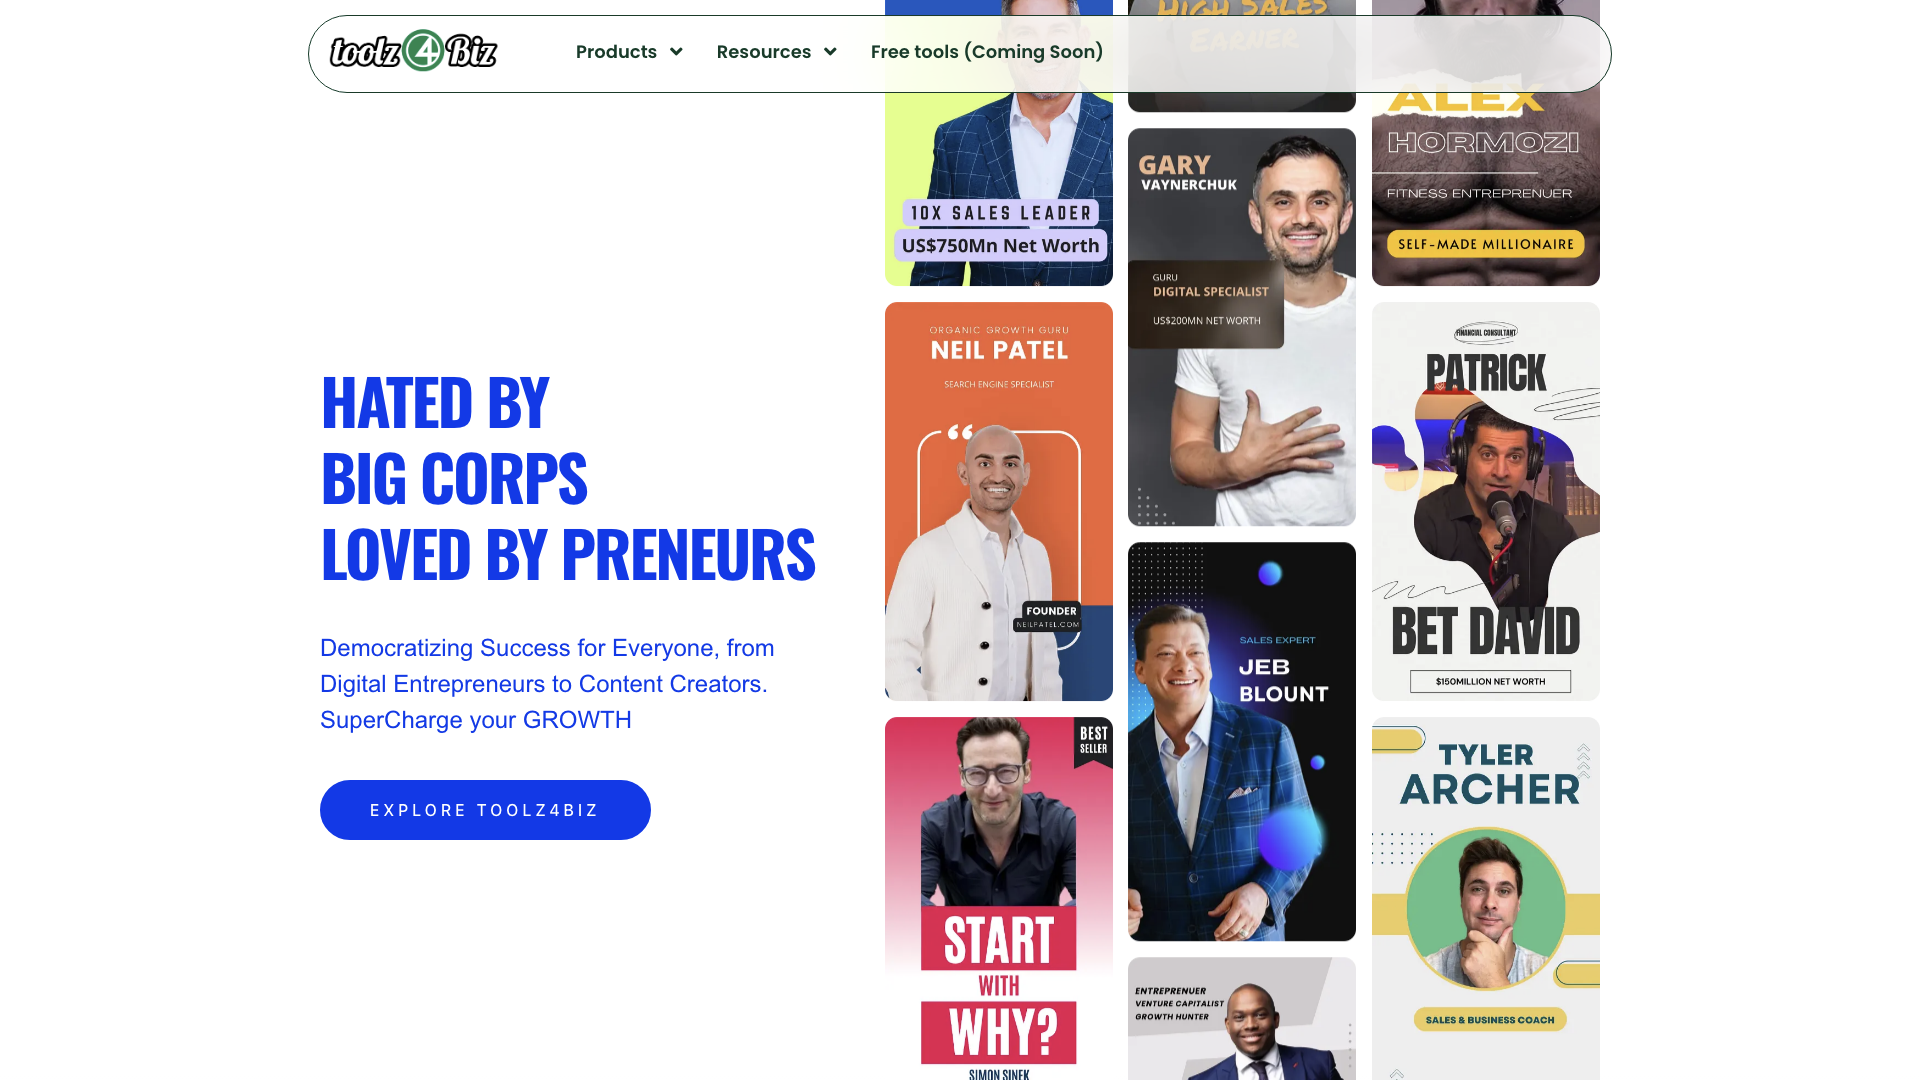 toolz4Biz
Products
Resources
Free tools (Coming Soon)
HATED BY
BIG CORPS
LOVED BY PRENEURS
Democratizing Success for Everyone, from
Digital Entrepreneurs to Content Creators.
SuperCharge your GROWTH
EXPLORE TOOLZ4BIZ
10X SALES LEADER
US$750Mn Net Worth
ORGANIC GROWTH GURU
NEIL PATEL
SEARCH ENGINE SPECIALIST
“
FOUNDER
NEILPATEL.COM
BEST
SELLER
START
WITH
WHY?
SIMON SINEK
HIGH SALES
EARNER
GARY
VAYNERCHUK
GURU
DIGITAL SPECIALIST
US$200MN NET WORTH
SALES EXPERT
JEB
BLOUNT
ENTREPRENUER
VENTURE CAPITALIST
GROWTH HUNTER
ALEX
HORMOZI
FITNESS ENTREPRENUER
SELF-MADE MILLIONAIRE
FINANCIAL CONSULTANT
PATRICK
BET DAVID
$150MILLION NET WORTH
TYLER
ARCHER
SALES & BUSINESS COACH